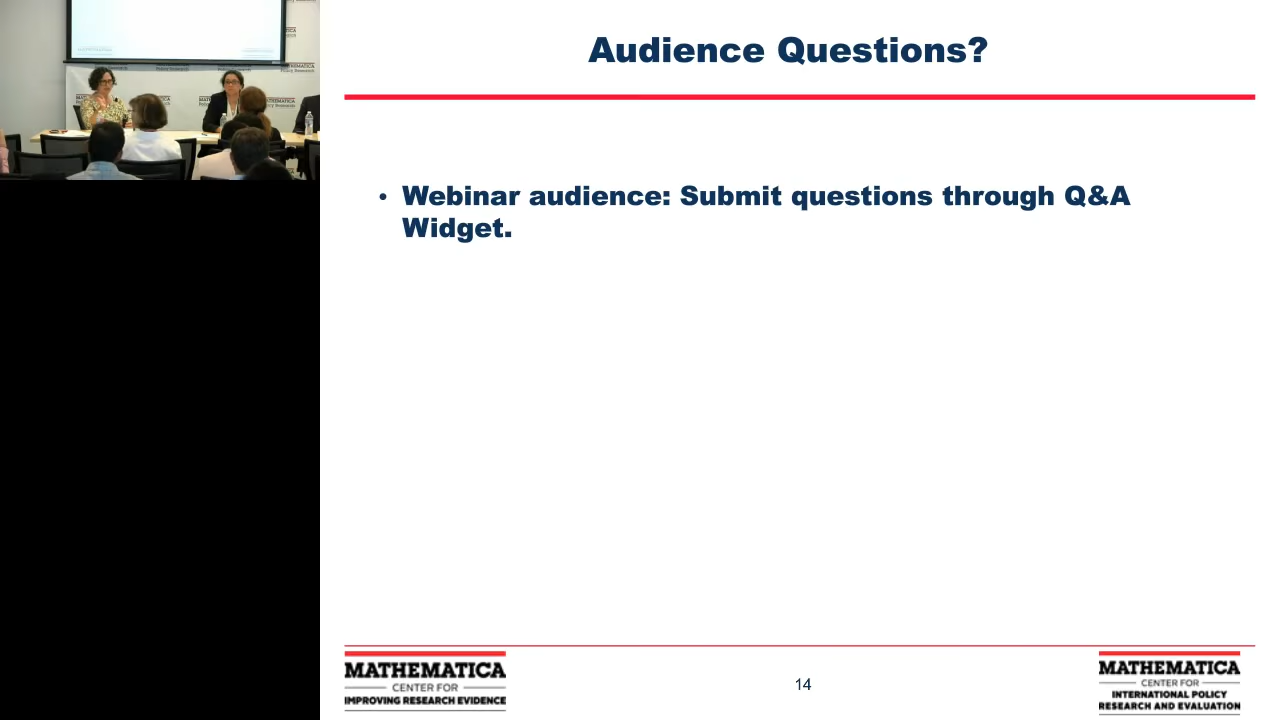 Audience Questions?
• Webinar audience: Submit questions through Q&A
Widget.
MATHEMATICA
CENTER FOR
IMPROVING RESEARCH EVIDENCE
14
MATHEMATICA
CENTER FOR
INTERNATIONAL POLICY
RESEARCH AND EVALUATION